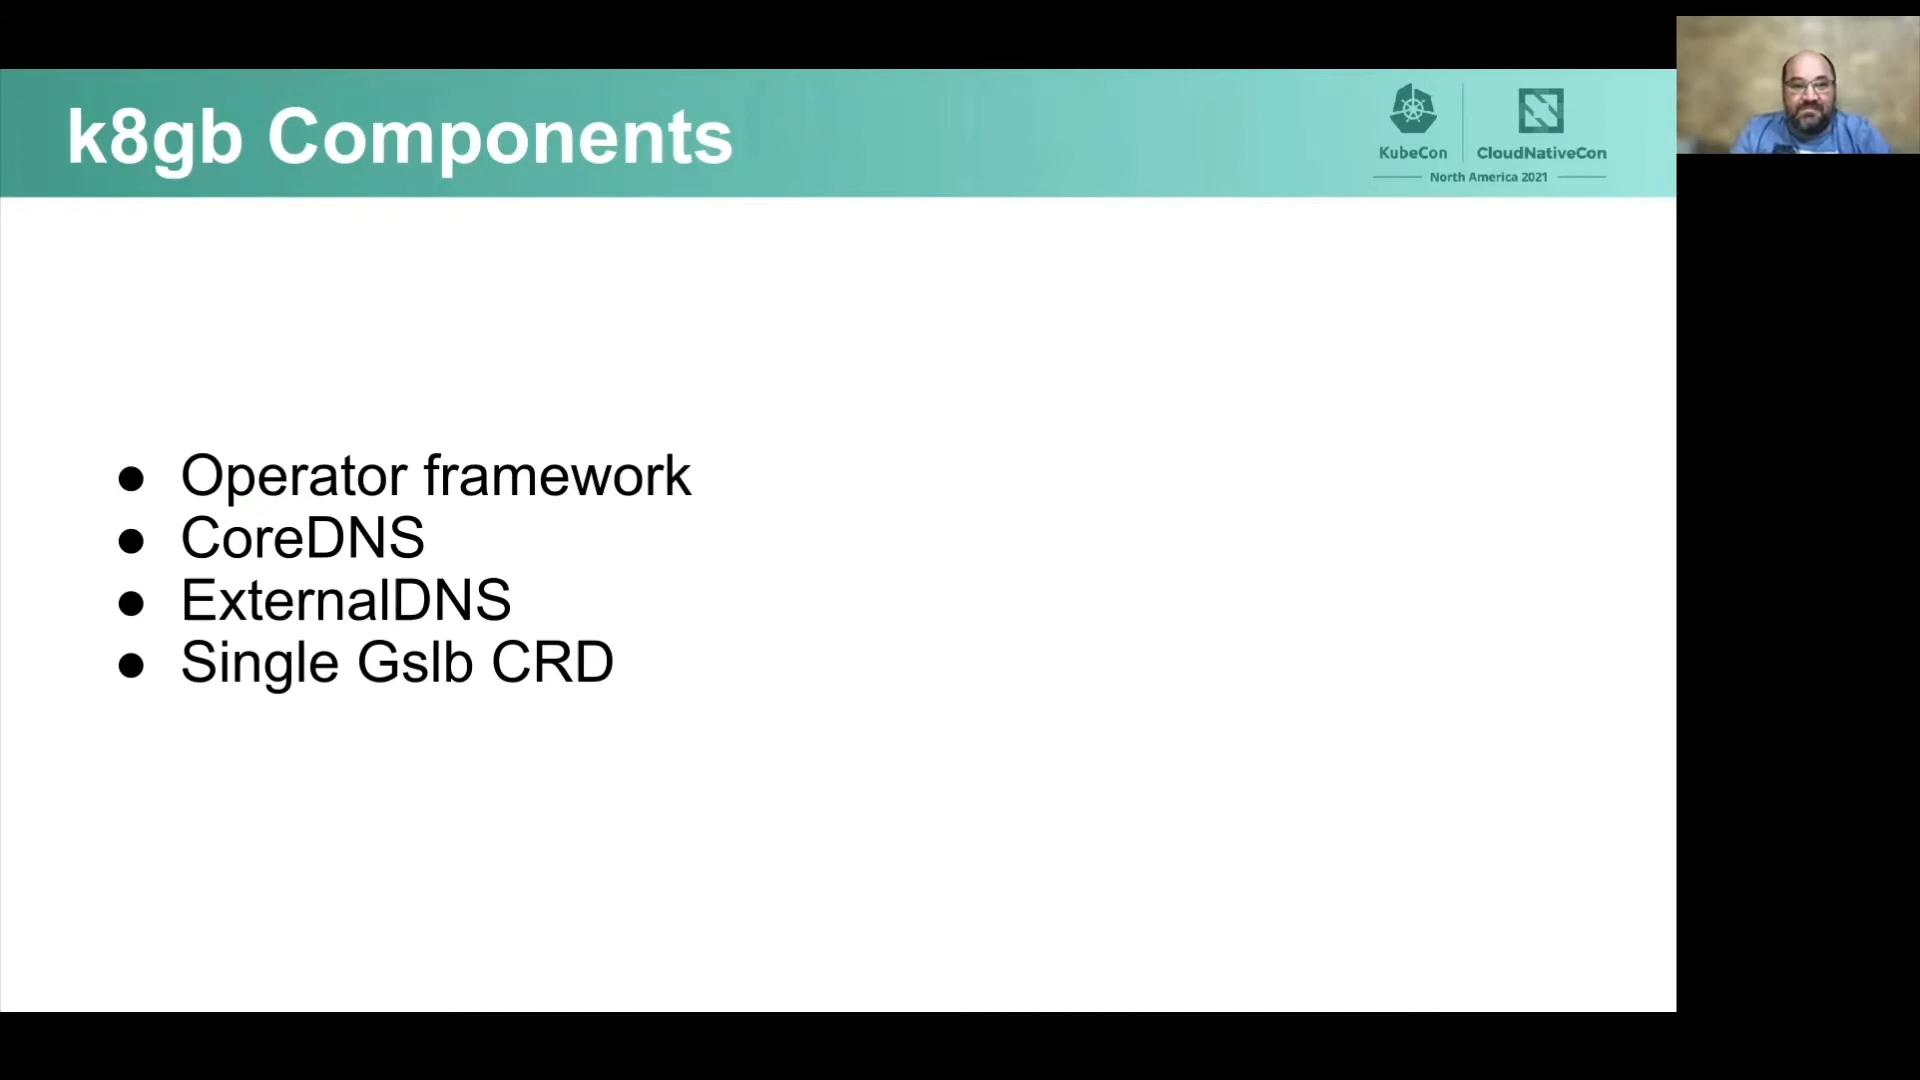 k8gb Components
KubeCon
CloudNativeCon
North America 2021
Operator framework
CoreDNS
ExternalDNS
Single Gslb CRD